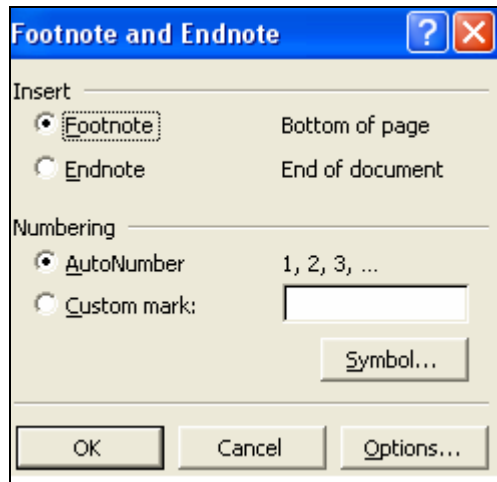 Footnote and Endnote ?
Insert
Footnote Bottom of page
Endnote End of document
Numbering
AutoNumber 1, 2, 3, ...
Custom mark:
Symbol...
OK Cancel Options...